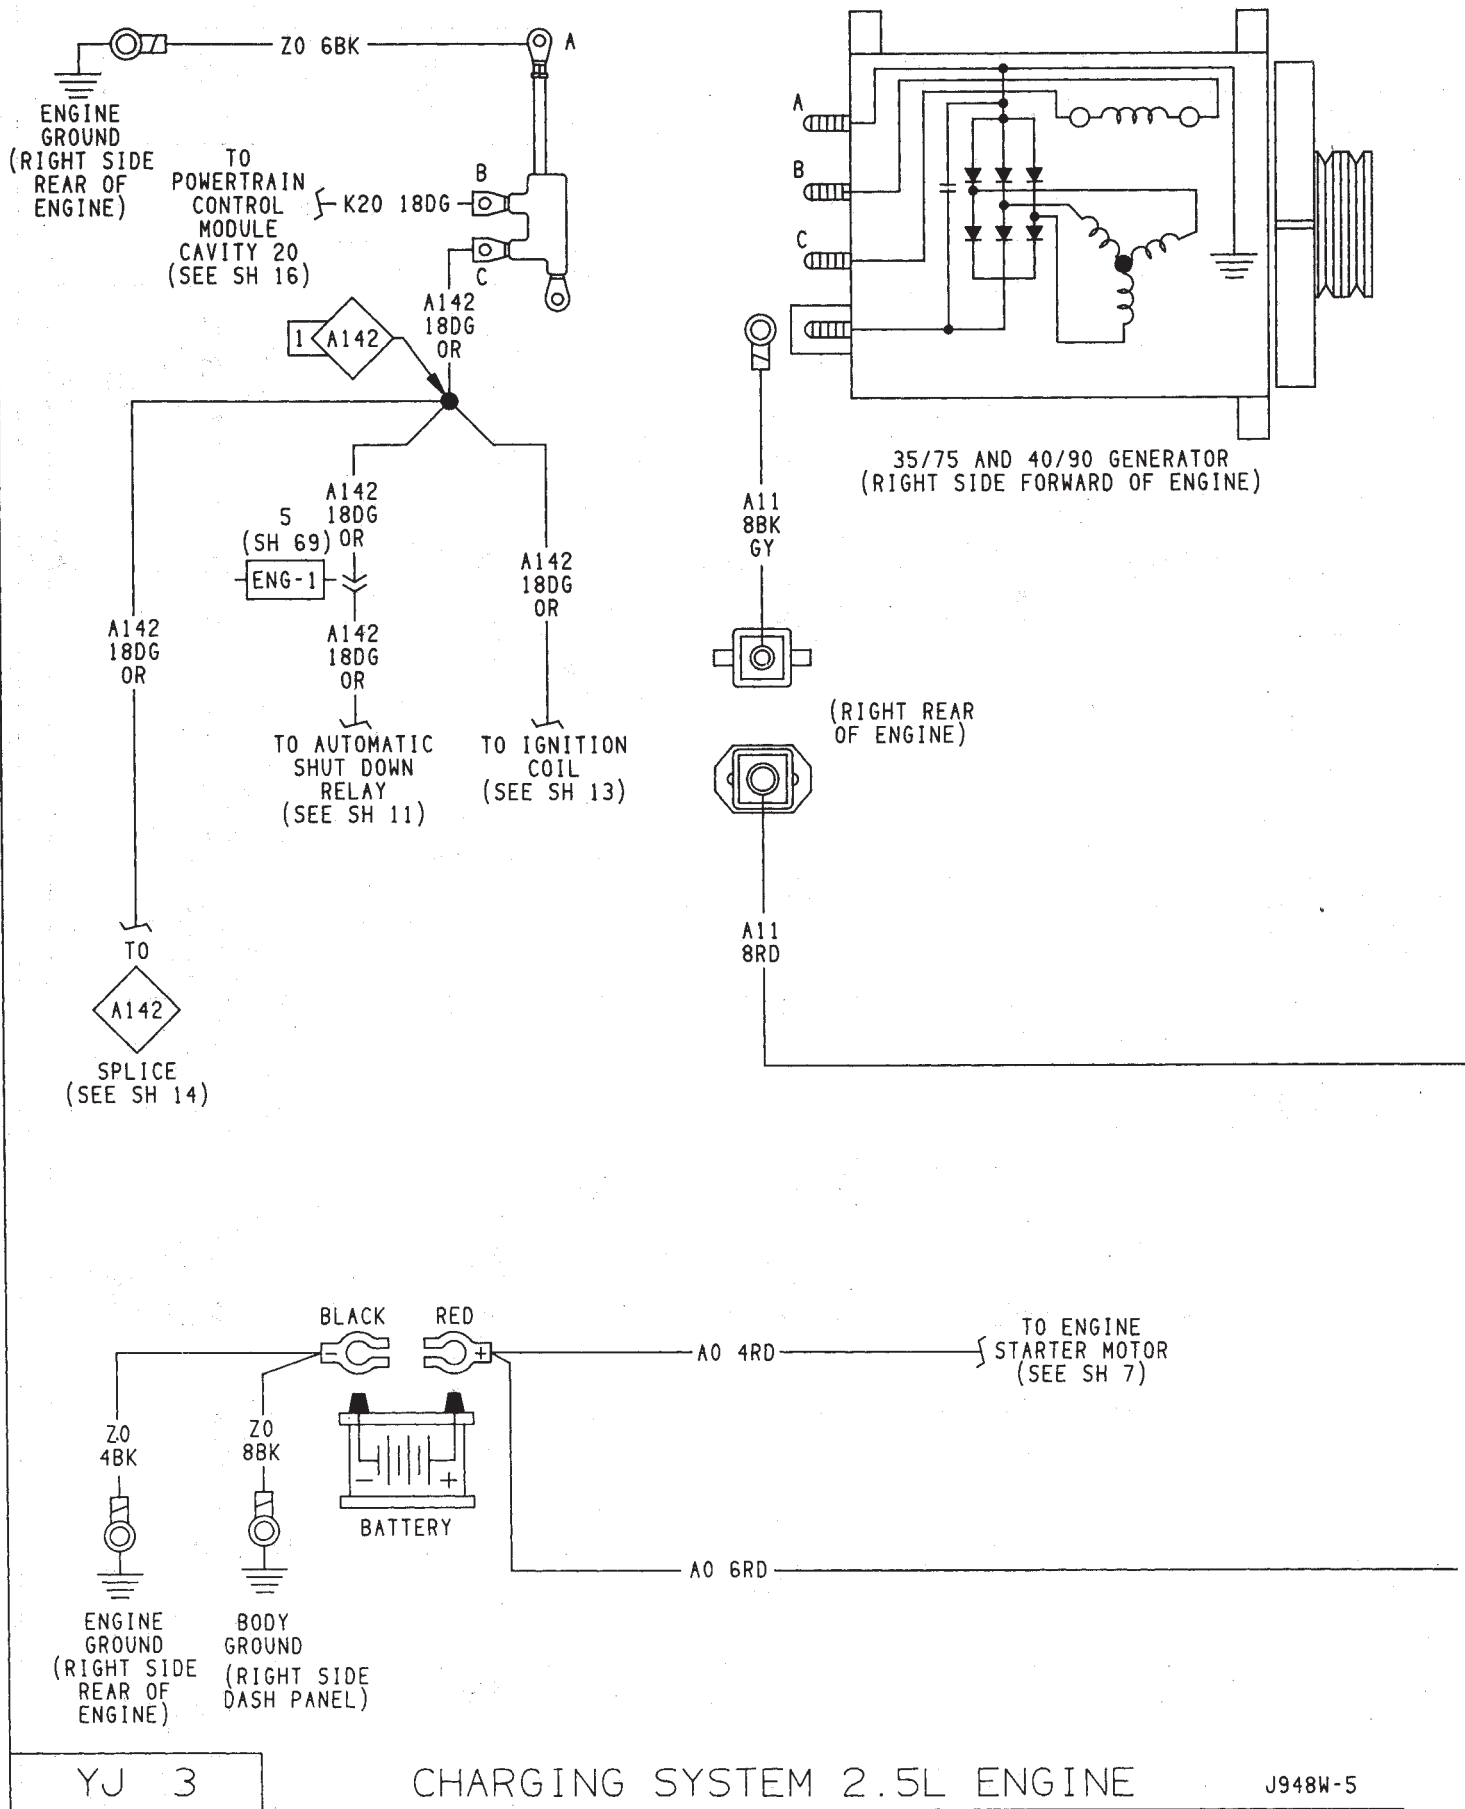 Z0 6BK
A
ENGINE
GROUND
(RIGHT SIDE
REAR OF
ENGINE)
TO
POWERTRAIN
CONTROL
MODULE
CAVITY 20
(SEE SH 16)
K20 18DG
B
C
A142
18DG
OR
1
A142
A142
18DG
OR
5
(SH 69)
ENG-1
A142
18DG
OR
A142
18DG
OR
A142
18DG
OR
TO AUTOMATIC
SHUT DOWN
RELAY
(SEE SH 11)
TO IGNITION
COIL
(SEE SH 13)
TO
A142
SPLICE
(SEE SH 14)
A
B
C
35/75 AND 40/90 GENERATOR
(RIGHT SIDE FORWARD OF ENGINE)
A11
8BK
GY
(RIGHT REAR
OF ENGINE)
A11
8RD
BLACK
RED
-
+
A0 4RD
TO ENGINE
STARTER MOTOR
(SEE SH 7)
Z0
4BK
Z0
8BK
-
+
BATTERY
A0 6RD
ENGINE
GROUND
(RIGHT SIDE
REAR OF
ENGINE)
BODY
GROUND
(RIGHT SIDE
DASH PANEL)
YJ 3
CHARGING SYSTEM 2.5L ENGINE
J948W-5